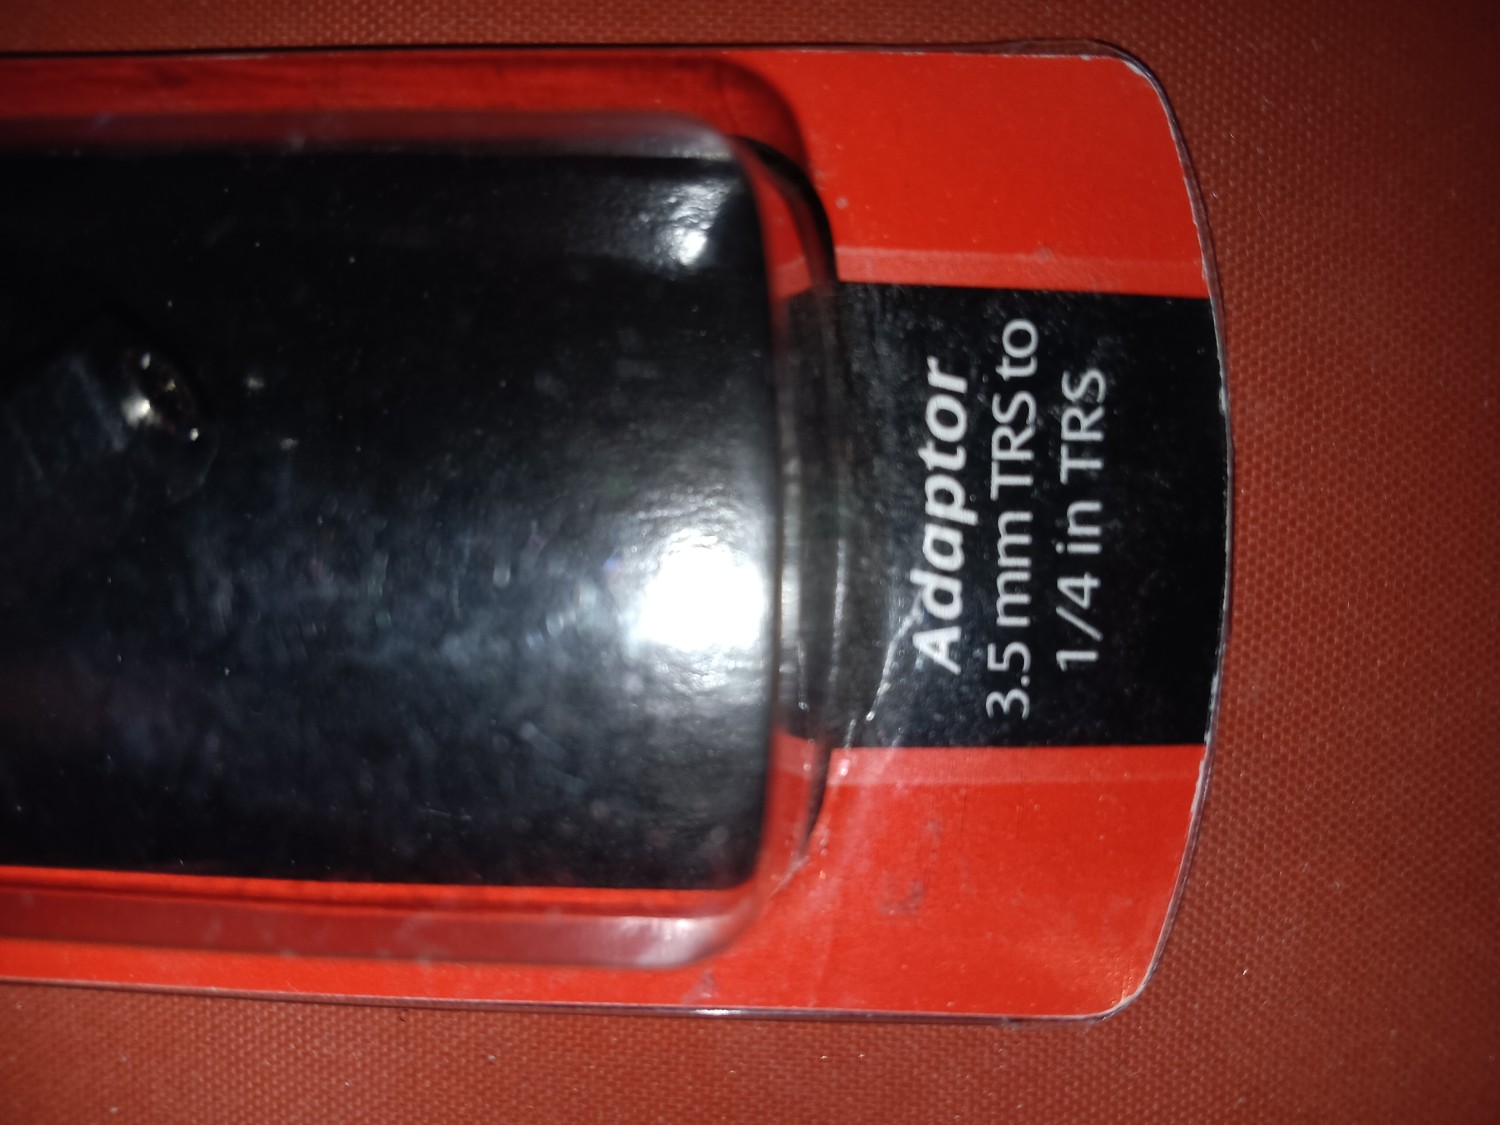 Adaptor
3.5 mm TRS to
1/4 in TRS